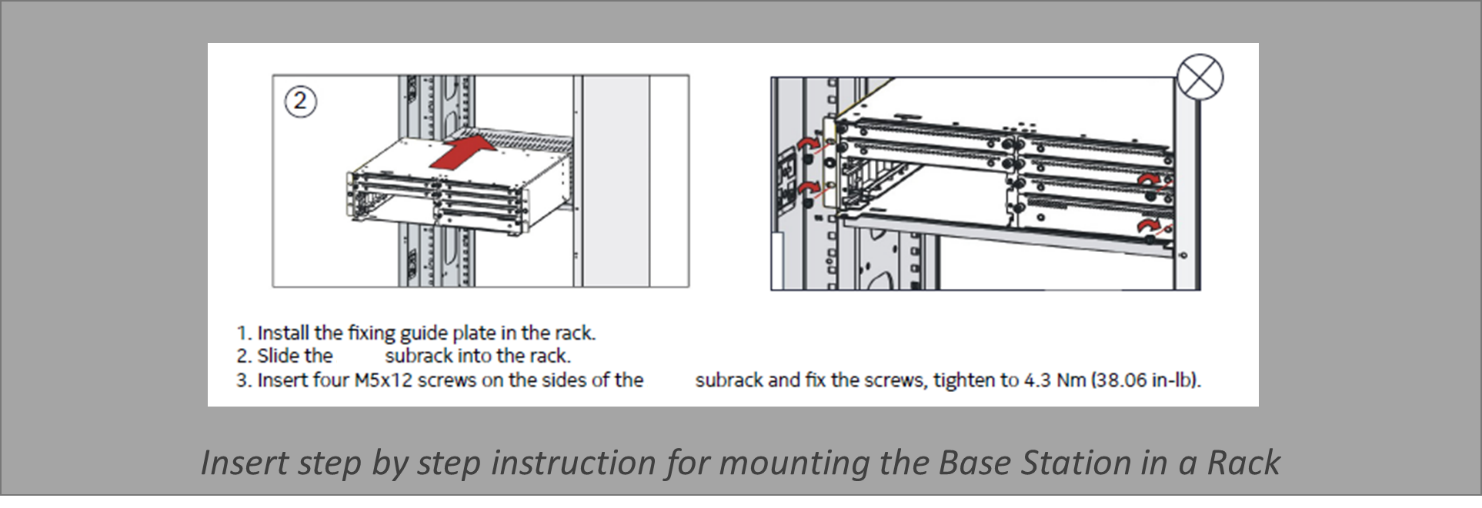 2
1. Install the fixing guide plate in the rack.
2. Slide the subrack into the rack.
3. Insert four M5x12 screws on the sides of the subrack and fix the screws, tighten to 4.3 Nm (38.06 in-lb).
Insert step by step instruction for mounting the Base Station in a Rack